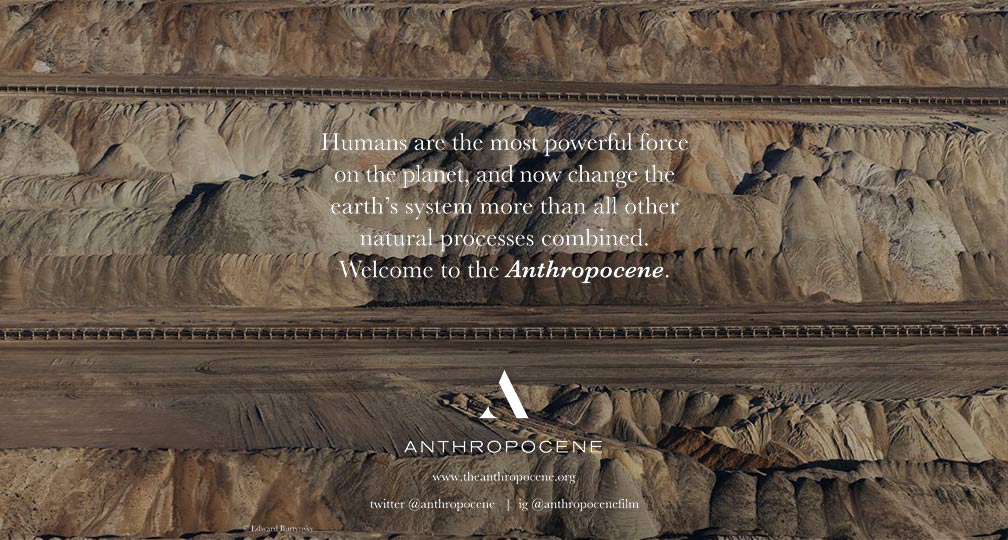 Humans are the most powerful force
on the planet, and now change the
earth's system more than all other
natural processes combined.
Welcome to the Anthropocene.
ANTHROPOCENE
www.theanthropocene.org
twitter @anthropocene | ig @anthropocenefilm
© Edward Burtynsky